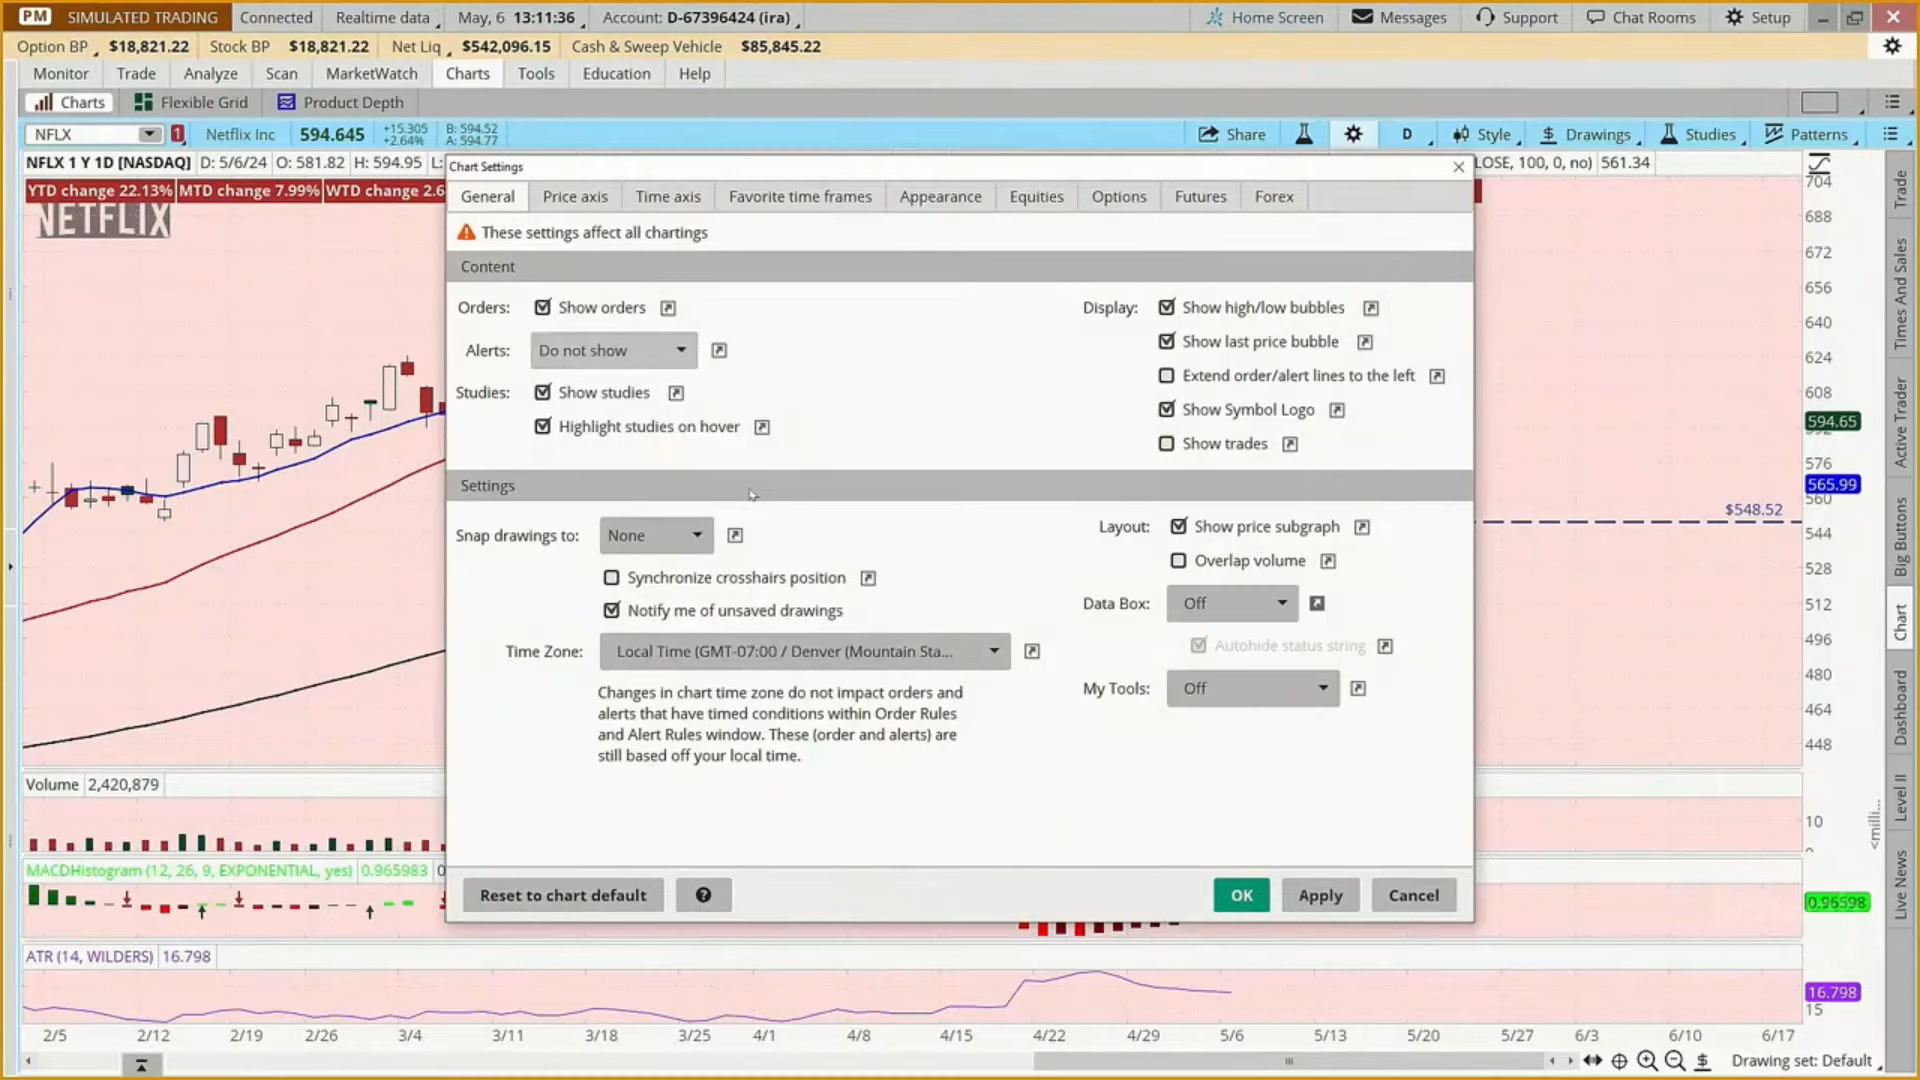 PM SIMULATED TRADING Connected Realtime data May, 6 13:11:36 Account: D-67396424 (ira) Home Screen Messages Support Chat Rooms Setup
Option BP $18,821.22 Stock BP $18,821.22 Net Liq $542,096.15 Cash & Sweep Vehicle $85,845.22
Monitor Trade Analyze Scan MarketWatch Charts Tools Education Help
Charts Flexible Grid Product Depth
NFLX 1 Netflix Inc 594.645 +15.305 +2.64% B: 594.52 A: 594.77 Share D Style $ Drawings Studies Patterns
NFLX 1 Y 1D [NASDAQ] D: 5/6/24 O: 581.82 H: 594.95 L: LOSE, 100, 0, no) 561.34
YTD change 22.13% MTD change 7.99% WTD change 2.6
NETFLIX
Chart Settings
General Price axis Time axis Favorite time frames Appearance Equities Options Futures Forex
These settings affect all chartings
Content
Orders: Show orders
Alerts: Do not show
Studies: Show studies
Highlight studies on hover
Display: Show high/low bubbles
Show last price bubble
Extend order/alert lines to the left
Show Symbol Logo
Show trades
Settings
Snap drawings to: None
Synchronize crosshairs position
Notify me of unsaved drawings
Time Zone: Local Time (GMT-07:00 / Denver (Mountain Sta...
Changes in chart time zone do not impact orders and
alerts that have timed conditions within Order Rules
and Alert Rules window. These (order and alerts) are
still based off your local time.
Layout: Show price subgraph
Overlap volume
Data Box: Off
Autohide status string
My Tools: Off
Reset to chart default ? OK Apply Cancel
704
688
672
656
640
624
608
594.65
576
565.99
560
$548.52
544
528
512
496
480
464
448
Volume 2,420,879
10
<milli...
MACDHistogram (12, 26, 9, EXPONENTIAL, yes) 0.965983 0
0.96598
ATR (14, WILDERS) 16.798
16.798
15
2/5 2/12 2/19 2/26 3/4 3/11 3/18 3/25 4/1 4/8 4/15 4/22 4/29 5/6 5/13 5/20 5/27 6/3 6/10 6/17
$ Drawing set: Default
Trade
Times And Sales
Active Trader
Big Buttons
Chart
Dashboard
Level II
Live News